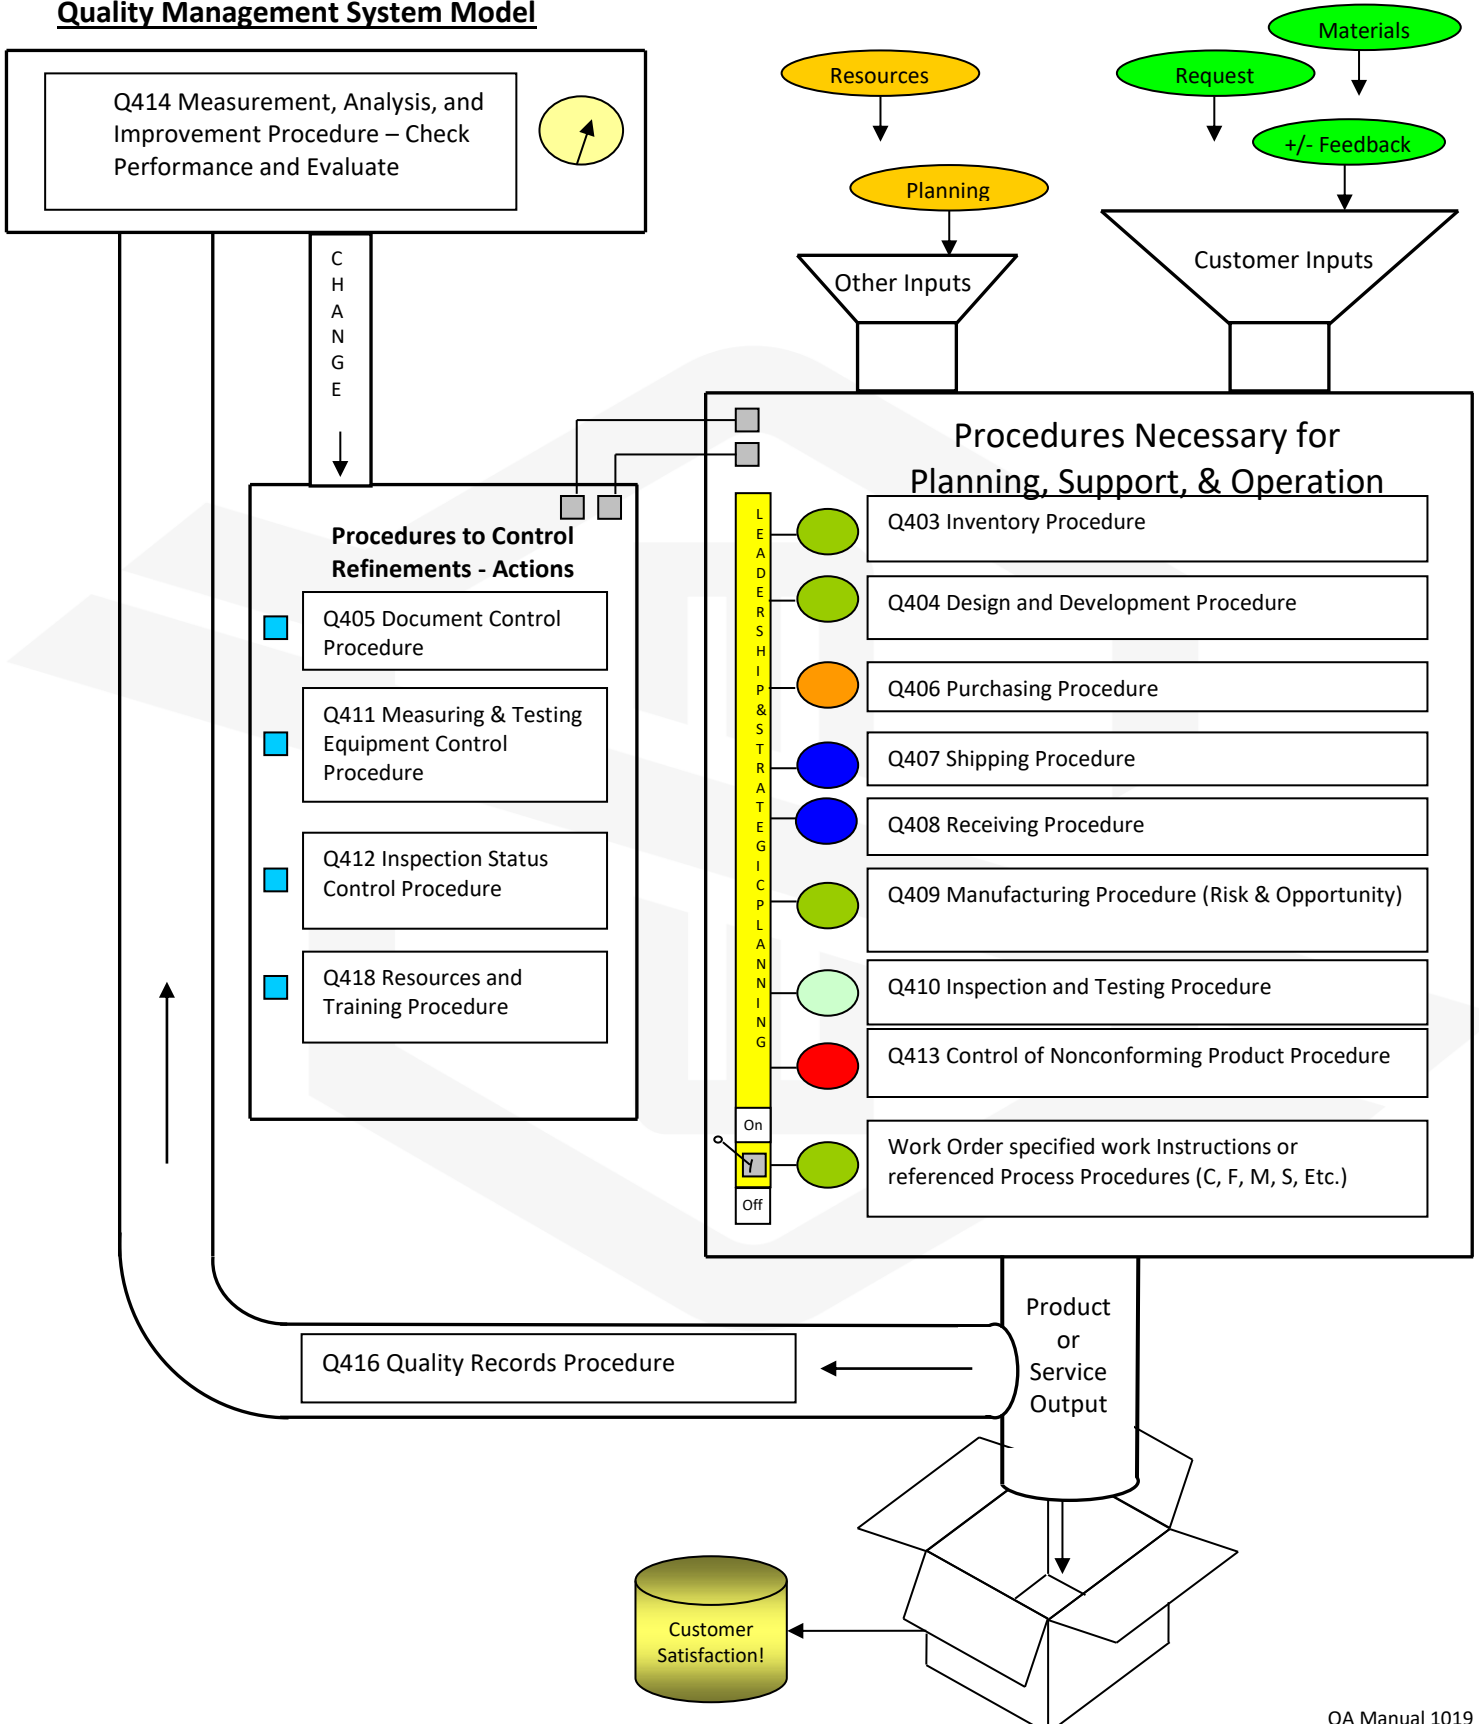 Quality Management System Model
Materials
Resources
Request
Q414 Measurement, Analysis, and
Improvement Procedure – Check
Performance and Evaluate
+/- Feedback
Planning
Customer Inputs
Other Inputs
C
H
A
N
G
E
Procedures Necessary for
Planning, Support, & Operation
Procedures to Control
Refinements - Actions
Q405 Document Control
Procedure
Q411 Measuring & Testing
Equipment Control
Procedure
Q412 Inspection Status
Control Procedure
Q418 Resources and
Training Procedure
L
E
A
D
E
R
S
H
I
P
&
S
T
R
A
T
E
G
I
C
P
L
A
N
N
I
N
G
On
Off
Q403 Inventory Procedure
Q404 Design and Development Procedure
Q406 Purchasing Procedure
Q407 Shipping Procedure
Q408 Receiving Procedure
Q409 Manufacturing Procedure (Risk & Opportunity)
Q410 Inspection and Testing Procedure
Q413 Control of Nonconforming Product Procedure
Work Order specified work Instructions or
referenced Process Procedures (C, F, M, S, Etc.)
Product
or
Service
Output
Q416 Quality Records Procedure
Customer
Satisfaction!
QA Manual 1019